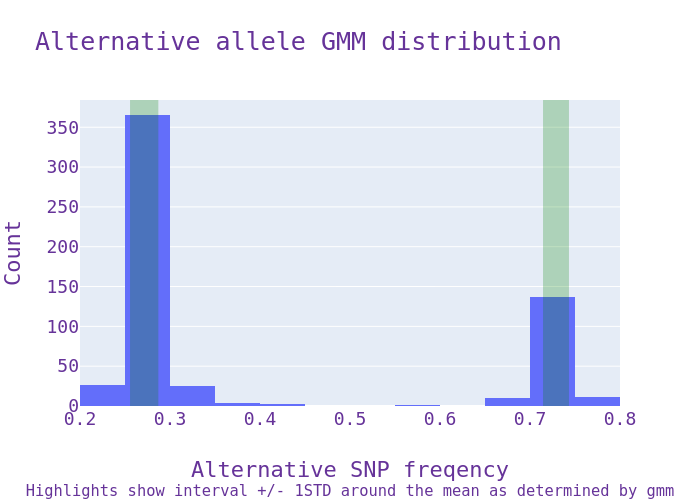 Alternative allele GMM distribution
Count
350
300
250
200
150
100
50
0
0.2 0.3 0.4 0.5 0.6 0.7 0.8
Alternative SNP freqency
Highlights show interval +/- 1STD around the mean as determined by gmm